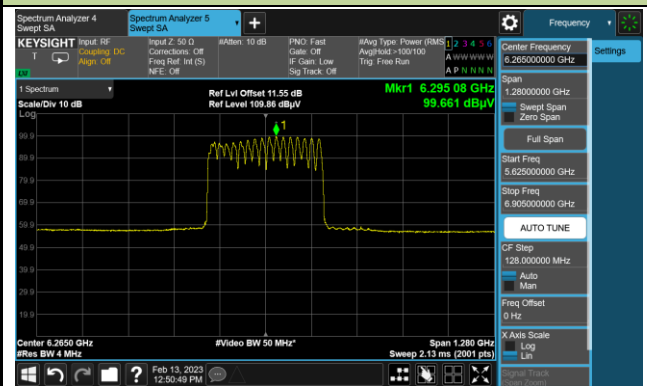 Spectrum Analyzer 4
Swept SA
Spectrum Analyzer 5
Swept SA
Frequency
KEYSIGHT
T
LXI
Input: RF
Coupling: DC
Align: Off
Input Z: 50 Ω
Corrections: Off
Freq Ref: Int (S)
NFE: Off
#Atten: 10 dB
PNO: Fast
Gate: Off
IF Gain: Low
Sig Track: Off
#Avg Type: Power (RMS
Avg|Hold:>100/100
Trig: Free Run
1 2 3 4 5 6
A W W W W W
A P N N N N
1 Spectrum
Scale/Div 10 dB
Log
Ref Lvl Offset 11.55 dB
Ref Level 109.86 dBµV
Mkr1 6.295 08 GHz
99.661 dBµV
1
99.9
89.9
79.9
69.9
59.9
49.9
39.9
29.9
19.9
Center 6.2650 GHz
#Res BW 4 MHz
#Video BW 50 MHz*
Span 1.280 GHz
Sweep 2.13 ms (2001 pts)
Feb 13, 2023
12:50:49 PM
Center Frequency
6.265000000 GHz
Settings
Span
1.28000000 GHz
Swept Span
Zero Span
Full Span
Start Freq
5.625000000 GHz
Stop Freq
6.905000000 GHz
AUTO TUNE
CF Step
128.000000 MHz
Auto
Man
Freq Offset
0 Hz
X Axis Scale
Log
Lin
Signal Track
(Span Zoom)